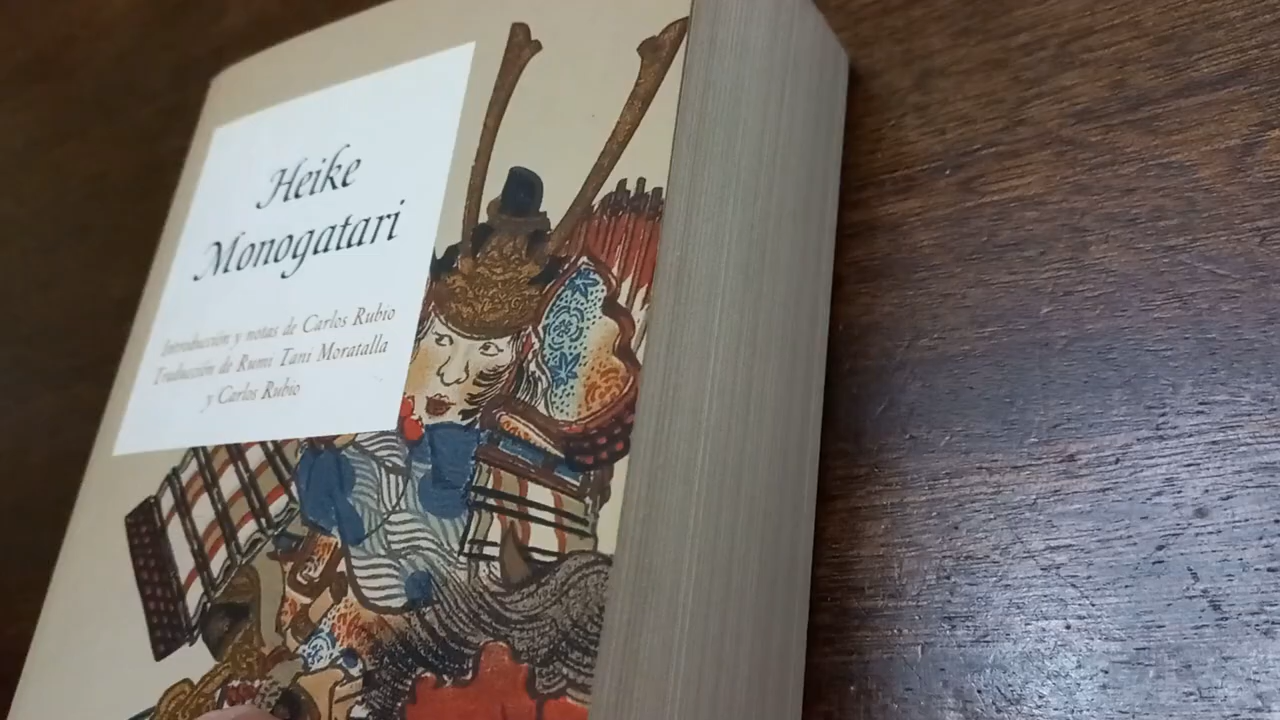 Heike
Monogatari
Introducción y notas de Carlos Rubio
Traducción de Rumi Tani Moratalla
y Carlos Rubio